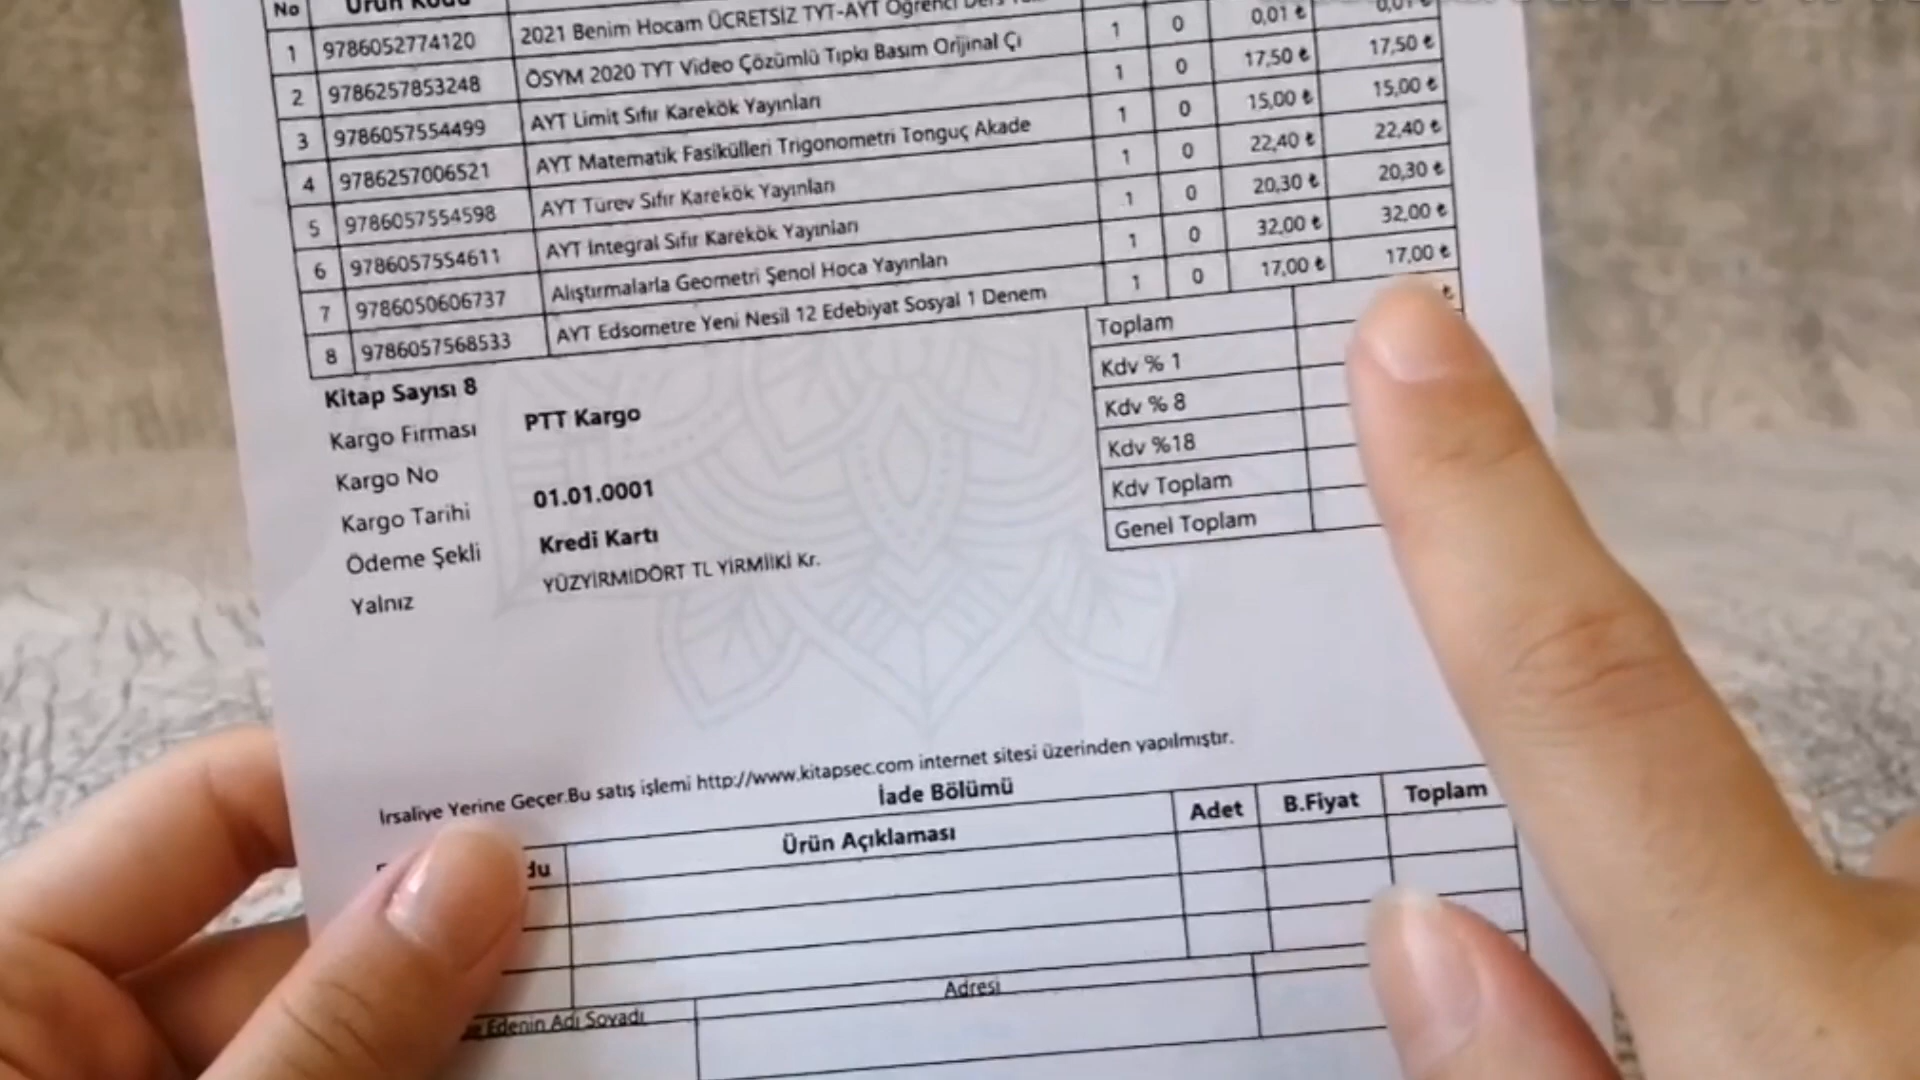 No Ürün Kodu
1 9786052774120 2021 Benim Hocam ÜCRETSİZ TYT-AYT Öğrenci Ders 1 0 0,01 ₺ 0,01 ₺
2 9786257853248 ÖSYM 2020 TYT Video Çözümlü Tıpkı Basım Orijinal Çı 1 0 17,50 ₺ 17,50 ₺
3 9786057554499 AYT Limit Sıfır Karekök Yayınları 1 0 15,00 ₺ 15,00 ₺
4 9786257006521 AYT Matematik Fasikülleri Trigonometri Tonguç Akade 1 0 22,40 ₺ 22,40 ₺
5 9786057554598 AYT Türev Sıfır Karekök Yayınları 1 0 20,30 ₺ 20,30 ₺
6 9786057554611 AYT İntegral Sıfır Karekök Yayınları 1 0 32,00 ₺ 32,00 ₺
7 9786050606737 Alıştırmalarla Geometri Şenol Hoca Yayınları 1 0 17,00 ₺ 17,00 ₺
8 9786057568533 AYT Edsometre Yeni Nesil 12 Edebiyat Sosyal 1 Denem
Toplam ₺
Kdv % 1
Kdv % 8
Kdv %18
Kdv Toplam
Genel Toplam
Kitap Sayısı 8
Kargo Firması PTT Kargo
Kargo No
Kargo Tarihi 01.01.0001
Ödeme Şekli Kredi Kartı
Yalnız YÜZYİRMİDÖRT TL YİRMİİKİ Kr.
İrsaliye Yerine Geçer.Bu satış işlemi http://www.kitapsec.com internet sitesi üzerinden yapılmıştır.
İade Bölümü
du Ürün Açıklaması Adet B.Fiyat Toplam
Edenin Adı Soyadı Adresi